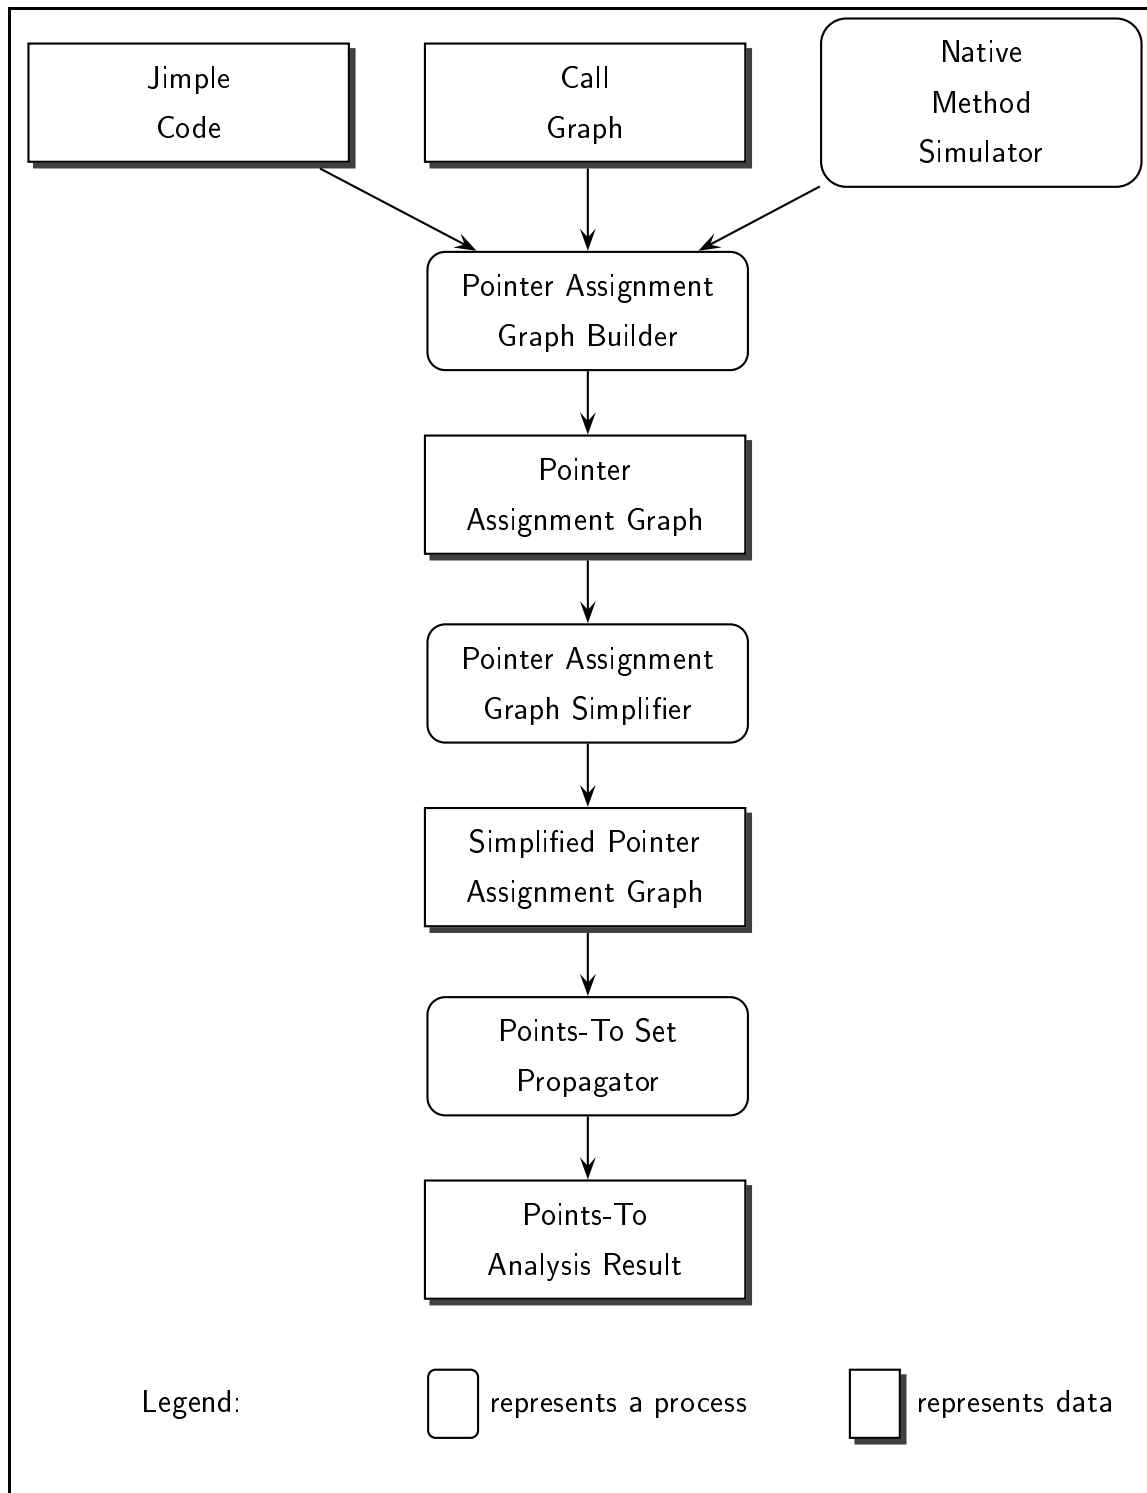 Jimple
Code
Call
Graph
Native
Method
Simulator
Pointer Assignment
Graph Builder
Pointer
Assignment Graph
Pointer Assignment
Graph Simplifier
Simplified Pointer
Assignment Graph
Points-To Set
Propagator
Points-To
Analysis Result
Legend:
represents a process
represents data